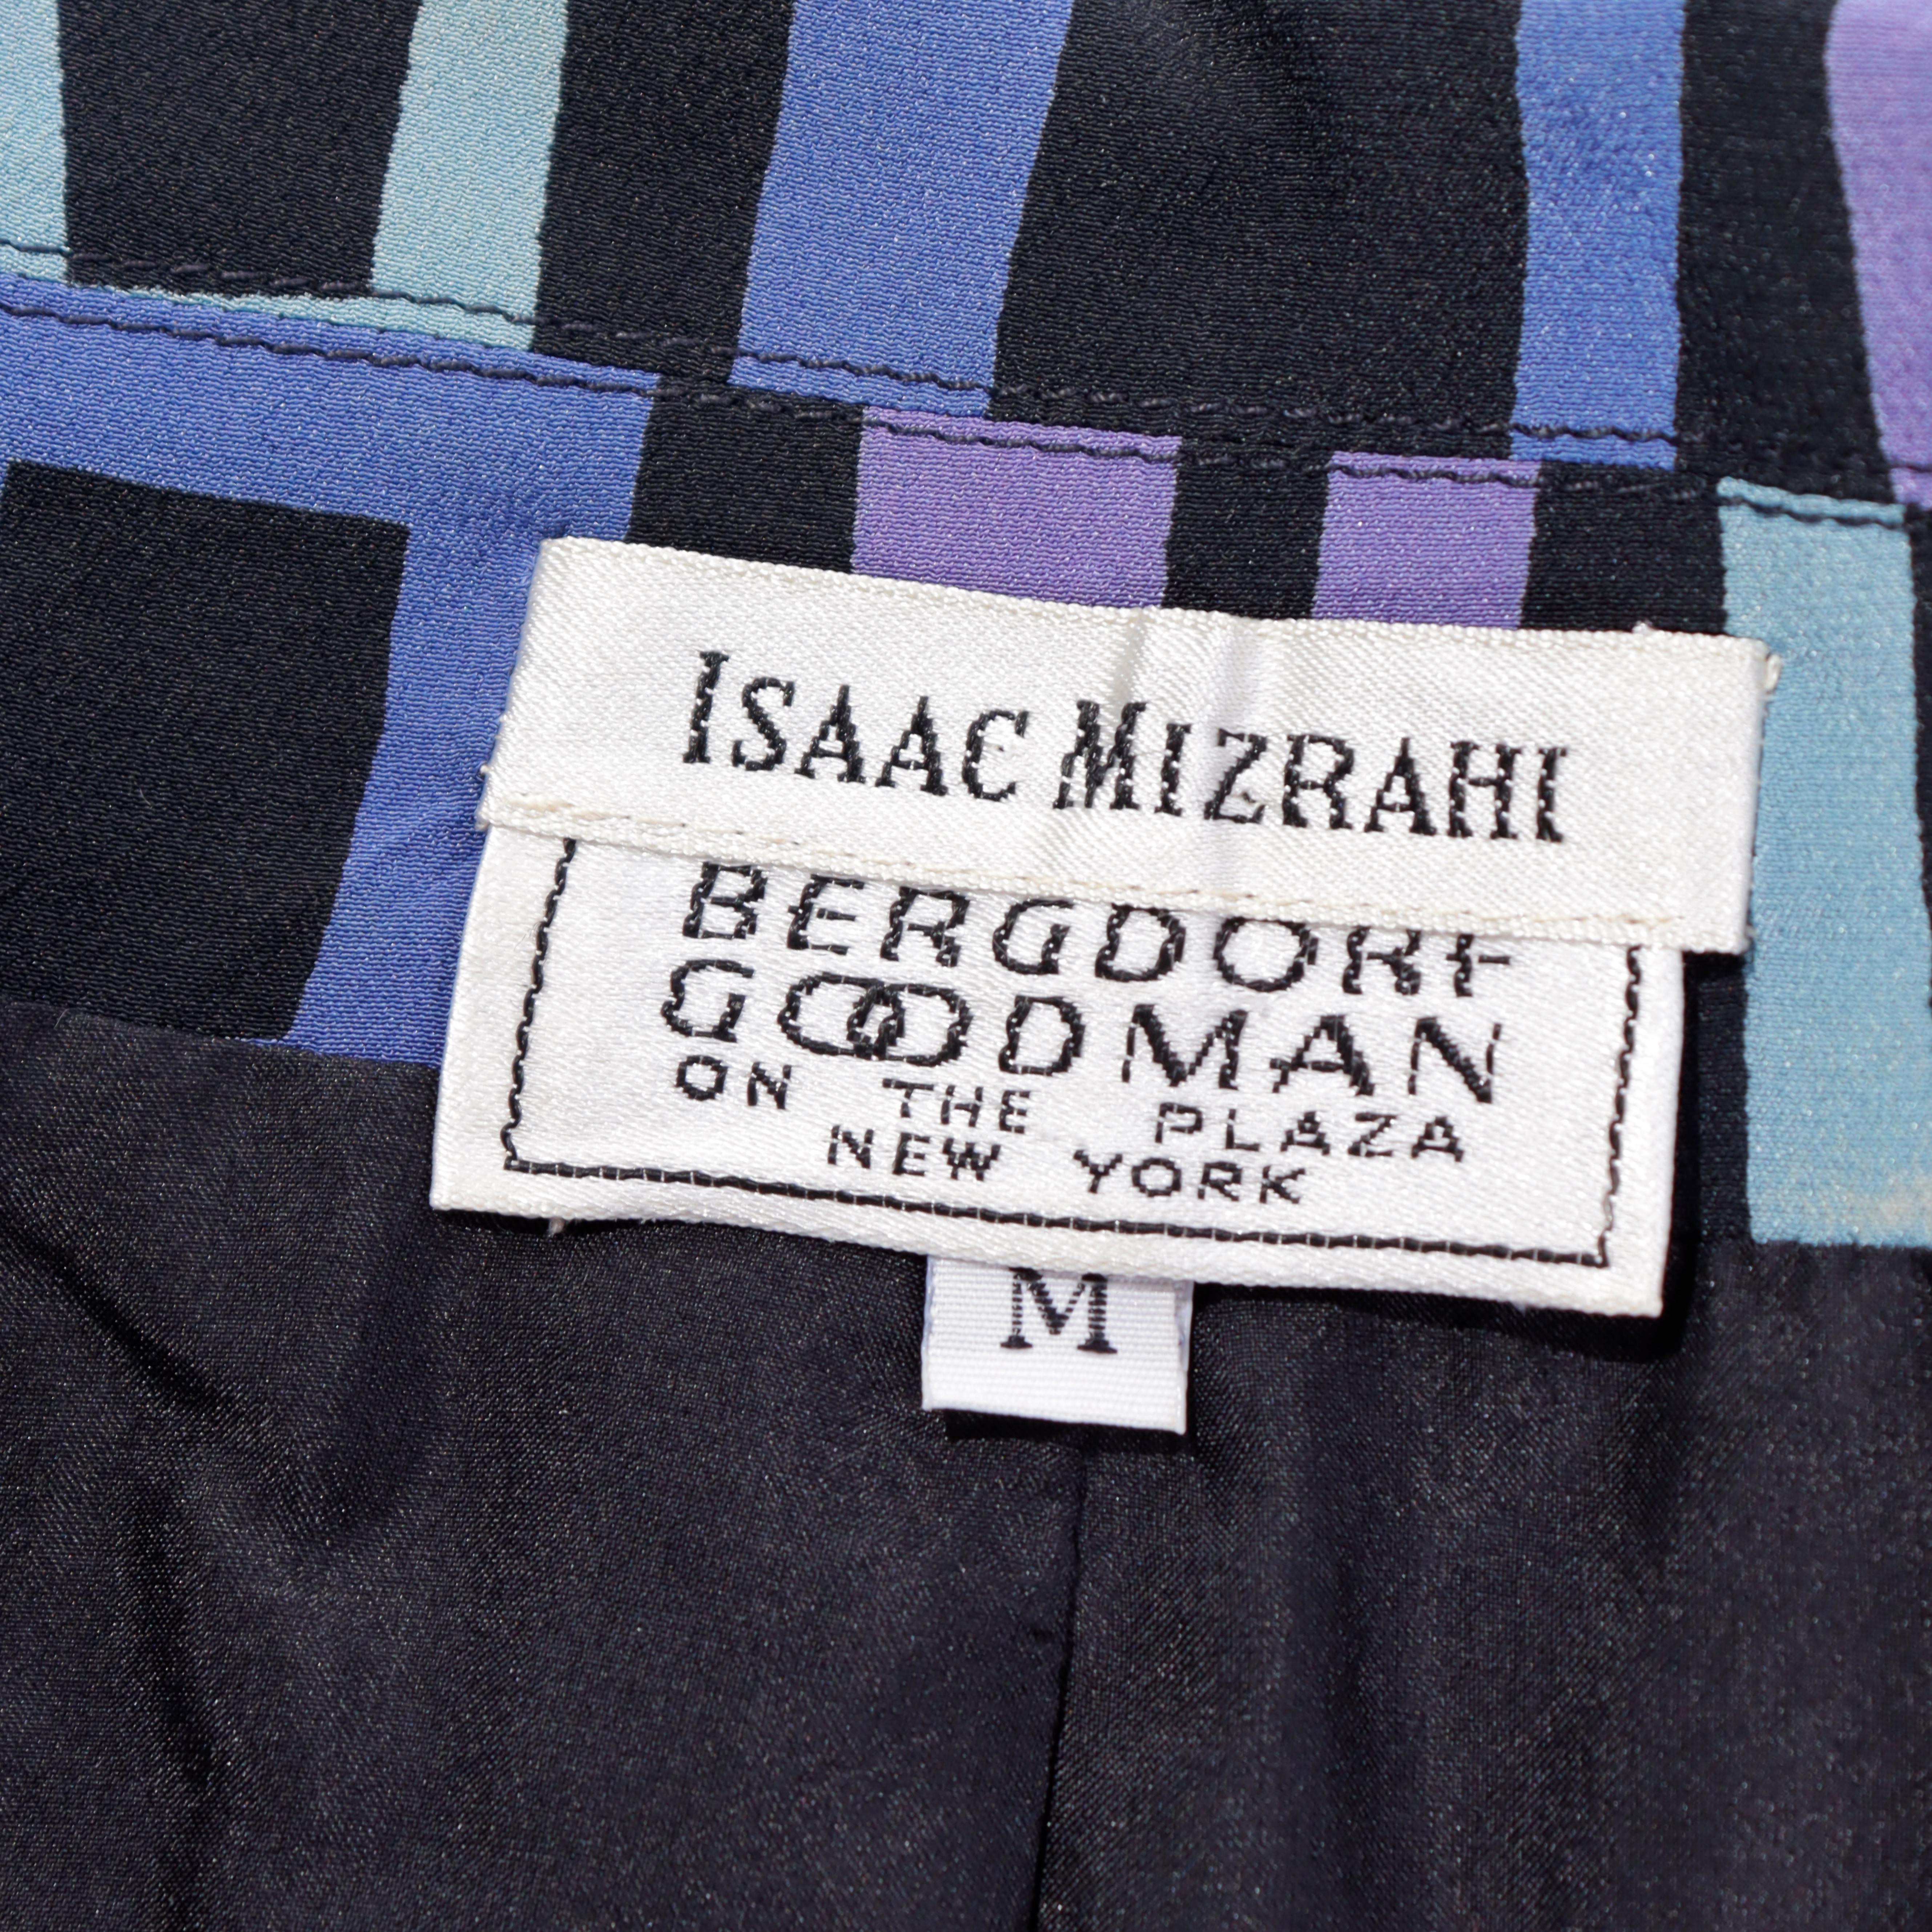 ISAAC MIZRAHI
BERGDORF
GOODMAN
ON THE PLAZA
NEW YORK
M